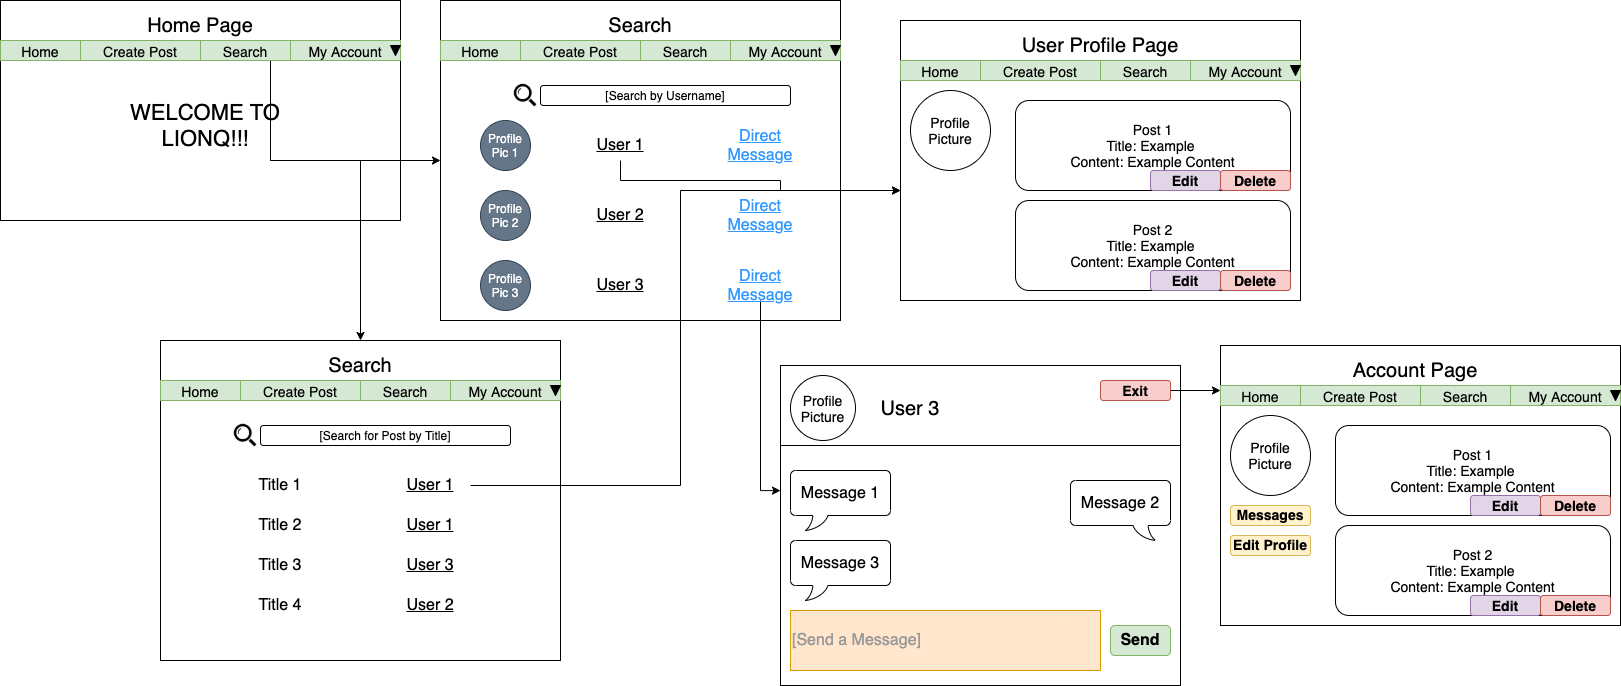 Home Page
Home Create Post Search My Account
WELCOME TO
LIONQ!!!
Search
Home Create Post Search My Account
[Search by Username]
Profile
Pic 1
User 1
Direct
Message
Profile
Pic 2
User 2
Direct
Message
Profile
Pic 3
User 3
Direct
Message
User Profile Page
Home Create Post Search My Account
Profile
Picture
Post 1
Title: Example
Content: Example Content
Edit Delete
Post 2
Title: Example
Content: Example Content
Edit Delete
Search
Home Create Post Search My Account
[Search for Post by Title]
Title 1 User 1
Title 2 User 1
Title 3 User 3
Title 4 User 2
Profile
Picture
User 3
Exit
Message 1
Message 2
Message 3
[Send a Message]
Send
Account Page
Home Create Post Search My Account
Profile
Picture
Messages
Edit Profile
Post 1
Title: Example
Content: Example Content
Edit Delete
Post 2
Title: Example
Content: Example Content
Edit Delete